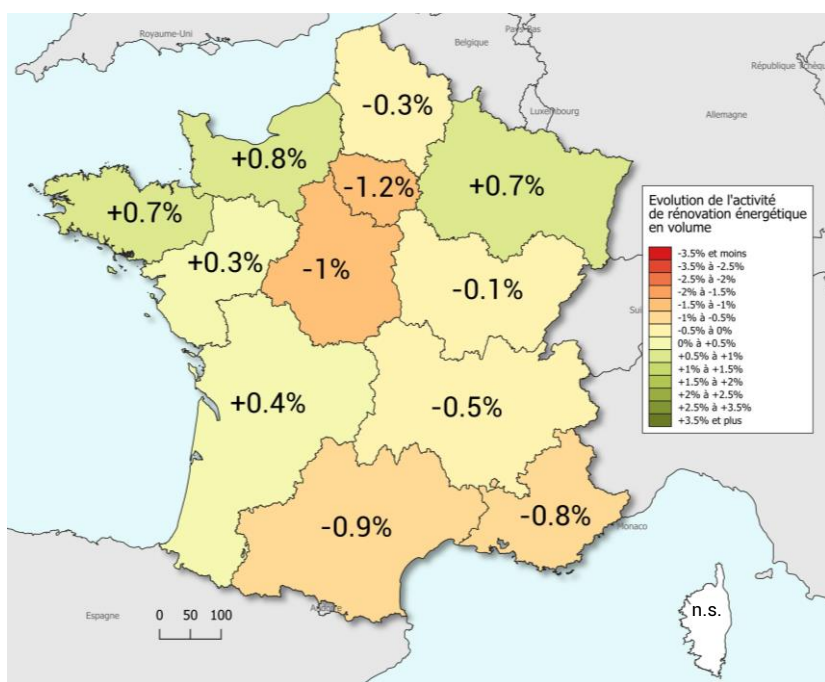 Royaume-Uni
Pays-Bas
Belgique
République Tchèqu
Luxembourg
Allemagne
-0.3%
+0.8%
-1.2%
+0.7%
+0.7%
+0.3%
-1%
-0.1%
Sui
+0.4%
-0.5%
-0.9%
-0.8%
Monaco
Andorre
Espagne
0 50 100
n.s.
Evolution de l'activité
de rénovation énergétique
en volume
-3.5% et moins
-3.5% à -2.5%
-2.5% à -2%
-2% à -1.5%
-1.5% à -1%
-1% à -0.5%
-0.5% à 0%
0% à +0.5%
+0.5% à +1%
+1% à +1.5%
+1.5% à +2%
+2% à +2.5%
+2.5% à +3.5%
+3.5% et plus